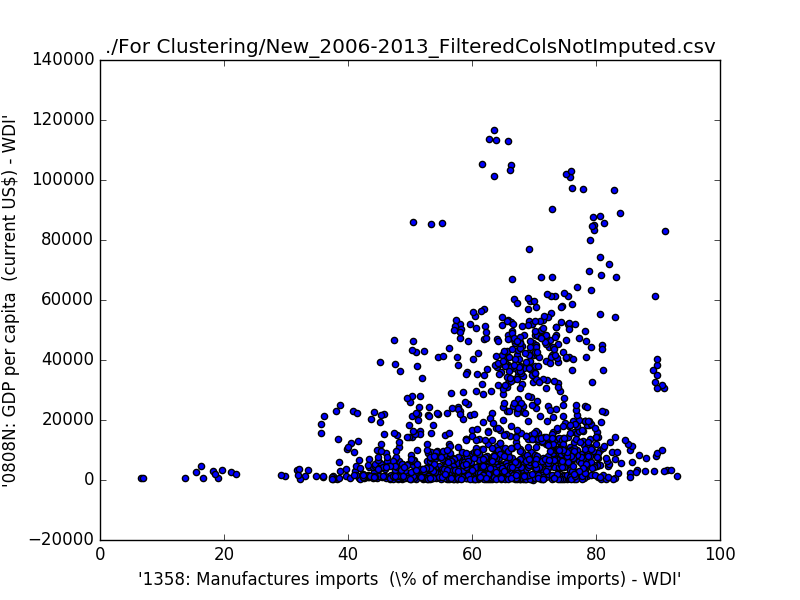 ./For Clustering/New_2006-2013_FilteredColsNotImputed.csv
140000
120000
100000
80000
60000
40000
20000
0
−20000
'0808N: GDP per capita  (current US$) - WDI'
0 20 40 60 80 100
'1358: Manufactures imports  (\% of merchandise imports) - WDI'